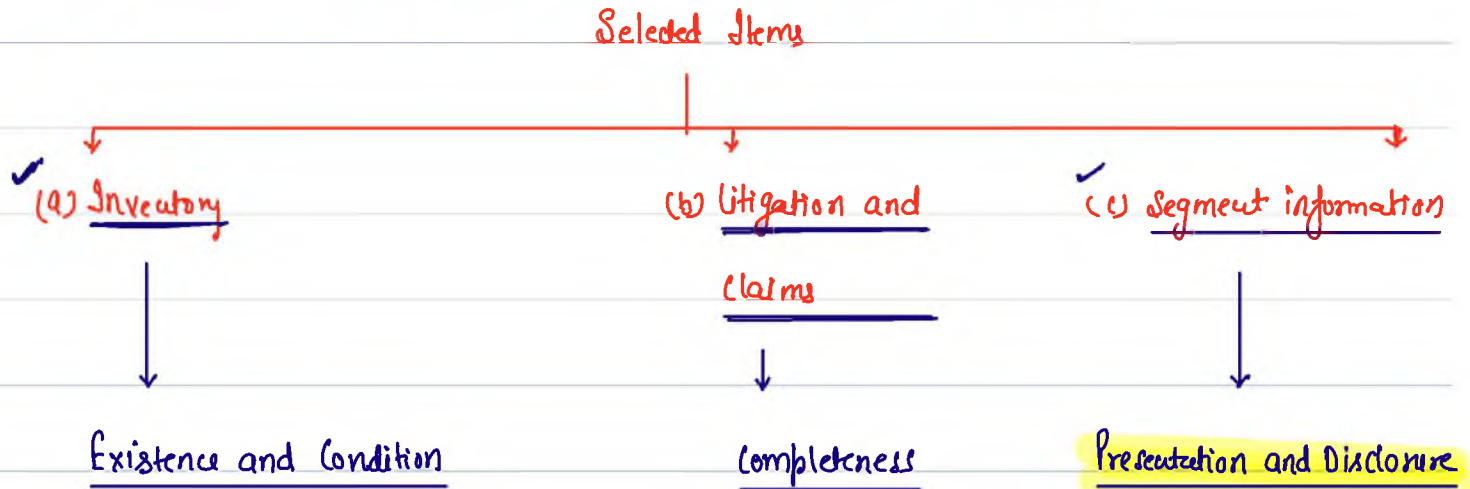 Selected Items
(a) Inventory
(b) Litigation and
Claims
(c) Segment information
Existence and Condition
Completeness
Presentation and Disclosure